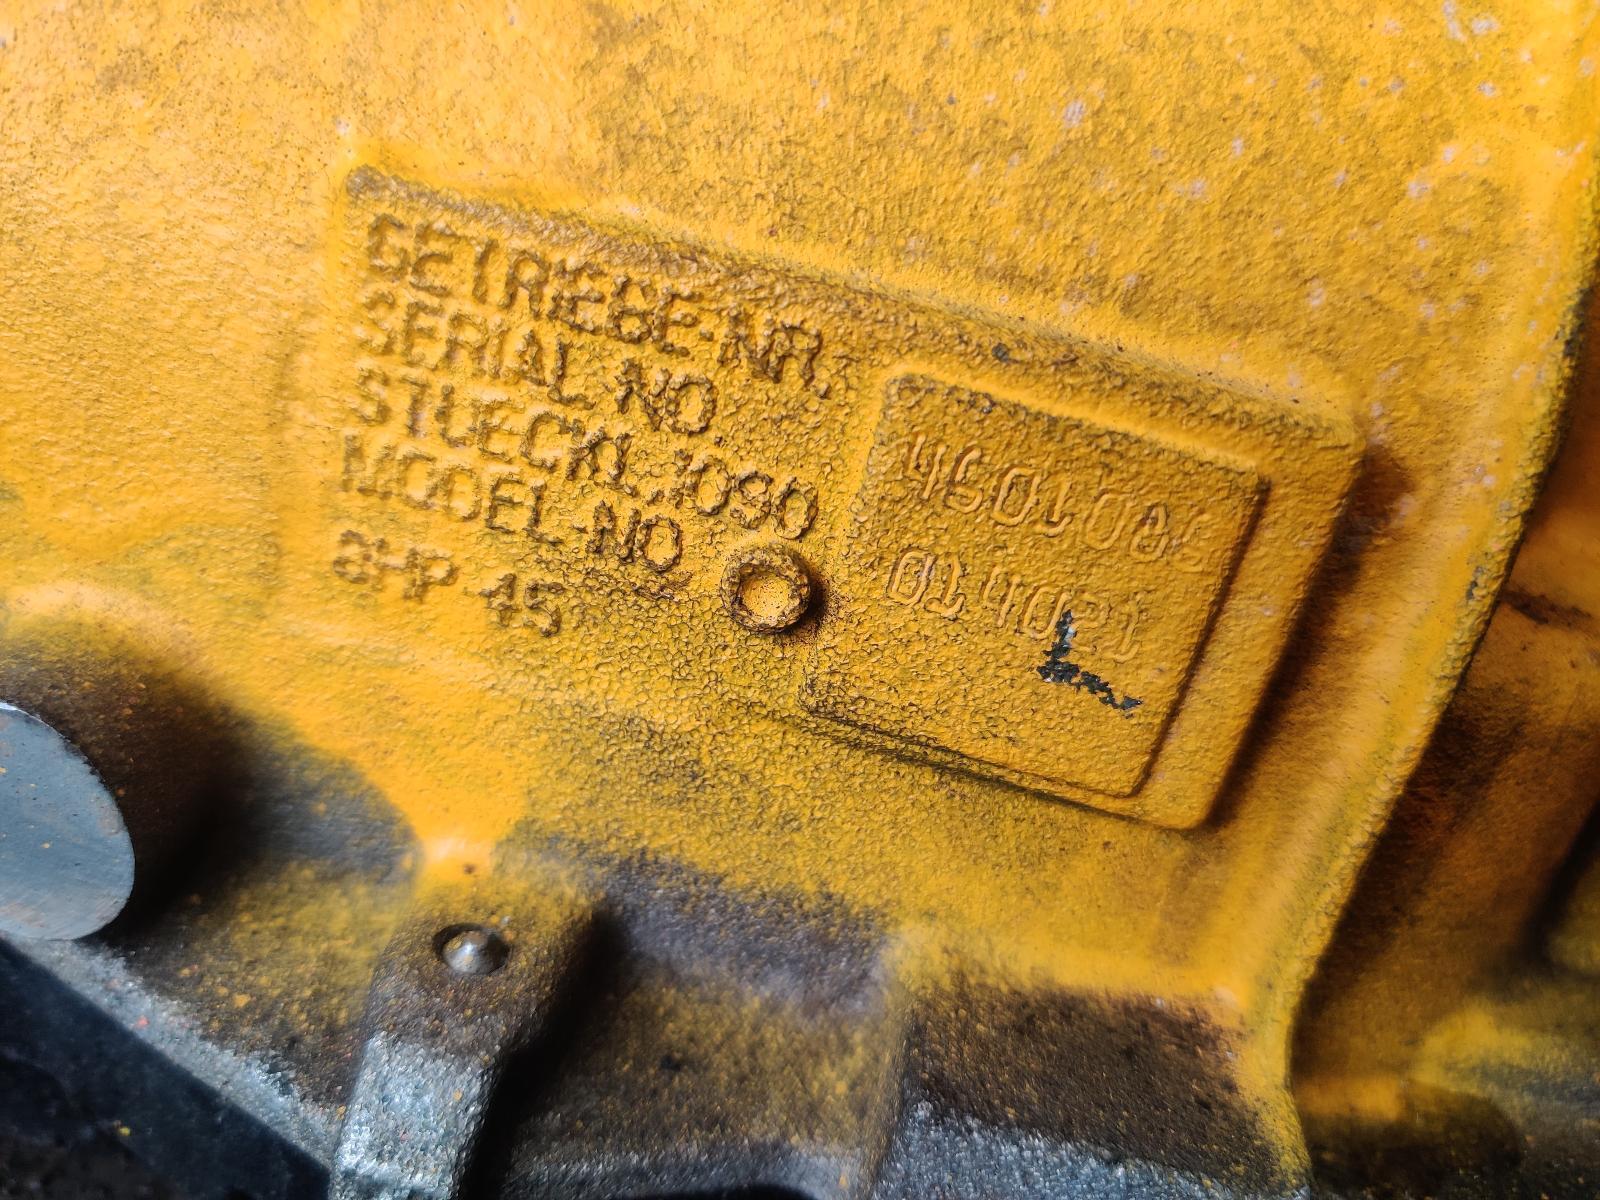 GETRIEBE-NR.
SERIAL NO.
STUECKL.1090
MODEL-NO.
8HP 45
014021